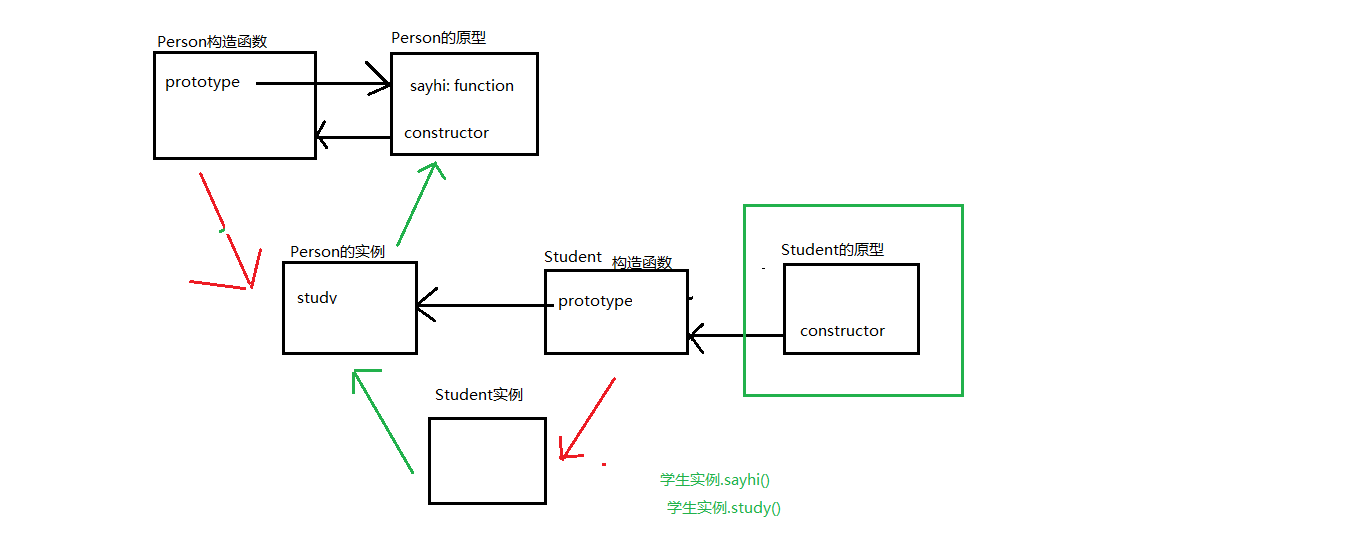 Person构造函数
Person的原型
prototype
sayhi: function
constructor
Person的实例
Student 构造函数
Student的原型
study
prototype
constructor
Student实例
学生实例.sayhi()
学生实例.study()